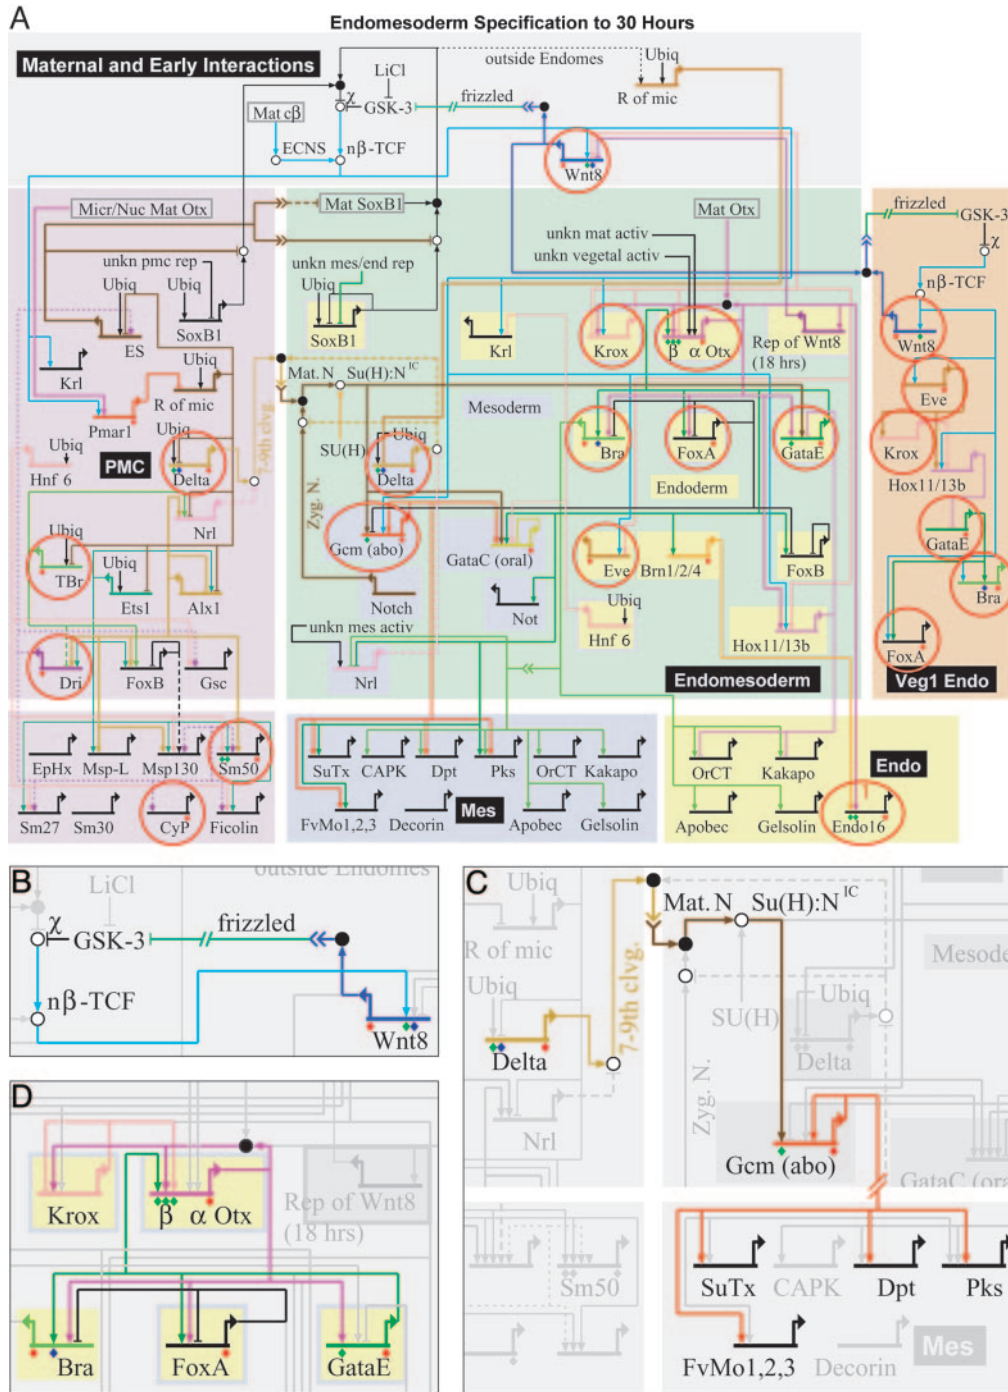 A
Endomesoderm Specification to 30 Hours
Maternal and Early Interactions
LiCl
outside Endomes
Ubiq
R of mic
χ
GSK-3
frizzled
Mat cβ
ECNS
nβ-TCF
Wnt8
Micr/Nuc Mat Otx
Mat SoxB1
Mat Otx
frizzled
GSK-3
χ
nβ-TCF
unkn mat activ
unkn vegetal activ
unkn pmc rep
unkn mes/end rep
Ubiq
Ubiq
Ubiq
SoxB1
ES
SoxB1
Krl
Krox
β α Otx
Rep of Wnt8
(18 hrs)
Wnt8
Krl
Ubiq
R of mic
Mat. N
Su(H):N IC
Mesoderm
Eve
Pmar1
7-9th clvg.
Ubiq
PMC
Ubiq
Delta
SU(H)
Ubiq
Delta
Bra
FoxA
GataE
Krox
Hnf 6
Endoderm
Hox11/13b
Nrl
Zyg. N.
Gcm (abo)
GataC (oral)
Eve
Brn1/2/4
FoxB
GataE
Ubiq
TBr
Ubiq
Ets1
Alx1
Notch
Not
Ubiq
Hnf 6
Bra
unkn mes activ
Hox11/13b
FoxA
Dri
FoxB
Gsc
Nrl
Endomesoderm
Veg1 Endo
EpHx
Msp-L
Msp130
Sm50
SuTx
CAPK
Dpt
Pks
OrCT
Kakapo
OrCT
Kakapo
Endo
Sm27
Sm30
CyP
Ficolin
FvMo1,2,3
Decorin
Mes
Apobec
Gelsolin
Apobec
Gelsolin
Endo16
B
LiCl
outside Endomes
χ
GSK-3
frizzled
nβ-TCF
Wnt8
C
Ubiq
R of mic
Mat. N
Su(H):N IC
Ubiq
7-9th clvg.
Mesode
SU(H)
Ubiq
Delta
Delta
Nrl
Zyg. N.
Gcm (abo)
GataC (ora
Sm50
SuTx
CAPK
Dpt
Pks
FvMo1,2,3
Decorin
Mes
D
Krox
β α Otx
Rep of Wnt8
(18 hrs)
Bra
FoxA
GataE